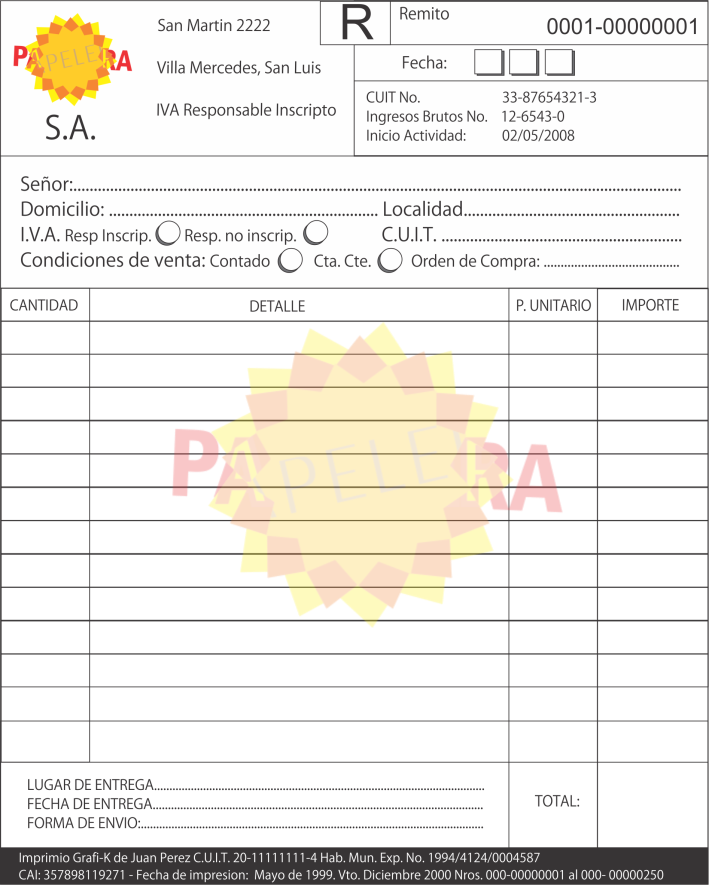 PAPELERA
S.A.
San Martin 2222
Villa Mercedes, San Luis
IVA Responsable Inscripto
R
Remito
0001-00000001
Fecha:
CUIT No. 33-87654321-3
Ingresos Brutos No. 12-6543-0
Inicio Actividad: 02/05/2008
Señor:
Domicilio: Localidad
I.V.A. Resp Inscrip. Resp. no inscrip. C.U.I.T.
Condiciones de venta: Contado Cta. Cte. Orden de Compra:
CANTIDAD DETALLE P. UNITARIO IMPORTE
PAPELERA
LUGAR DE ENTREGA
FECHA DE ENTREGA
FORMA DE ENVIO:
TOTAL:
Imprimio Grafi-K de Juan Perez C.U.I.T. 20-11111111-4 Hab. Mun. Exp. No. 1994/4124/0004587
CAI: 357898119271 - Fecha de impresion: Mayo de 1999. Vto. Diciembre 2000 Nros. 000-00000001 al 000- 00000250